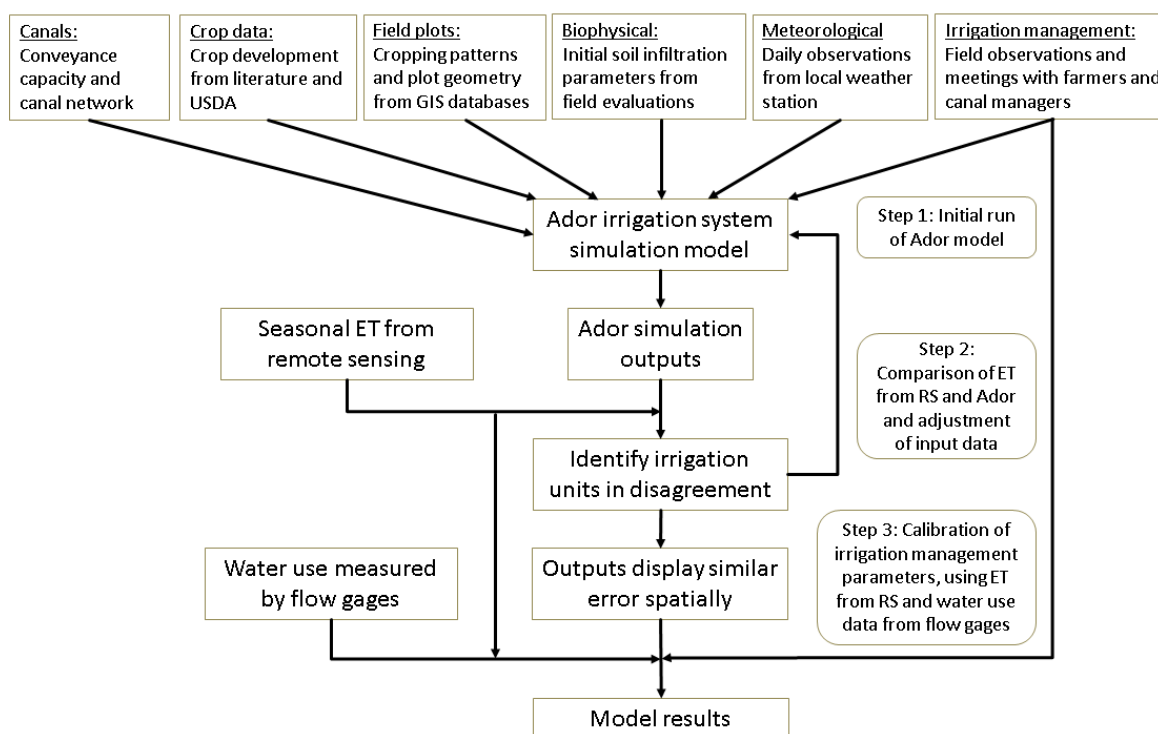 Canals:
Conveyance
capacity and
canal network
Crop data:
Crop development
from literature and
USDA
Field plots:
Cropping patterns
and plot geometry
from GIS databases
Biophysical:
Initial soil infiltration
parameters from
field evaluations
Meteorological
Daily observations
from local weather
station
Irrigation management:
Field observations and
meetings with farmers and
canal managers
Ador irrigation system
simulation model
Step 1: Initial run
of Ador model
Seasonal ET from
remote sensing
Ador simulation
outputs
Step 2:
Comparison of ET
from RS and Ador
and adjustment
of input data
Identify irrigation
units in disagreement
Step 3: Calibration of
irrigation management
parameters, using ET
from RS and water use
data from flow gages
Water use measured
by flow gages
Outputs display similar
error spatially
Model results